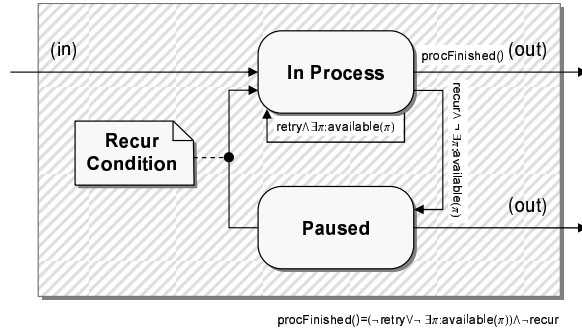 (in)
procFinished()
(out)
In Process
retry∧∃π:available(π)
recur∧ ¬ ∃π:available(π)
Recur
Condition
(out)
Paused
procFinished()=(¬retry∨¬ ∃π:available(π))∧¬recur